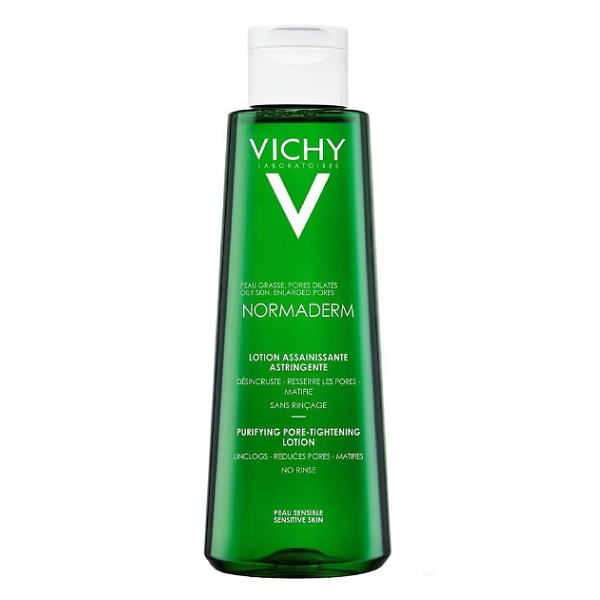 VICHY
LABORATOIRES
V
PEAU GRASSE, PORES DILATÉS
OILY SKIN, ENLARGED PORES
NORMADERM
LOTION ASSAINISSANTE
ASTRINGENTE
DÉSINCRUSTE - RESSERRE LES PORES -
MATIFIE
SANS RINÇAGE
PURIFYING PORE-TIGHTENING
LOTION
UNCLOGS - REDUCES PORES - MATIFIES
NO RINSE
PEAU SENSIBLE
SENSITIVE SKIN